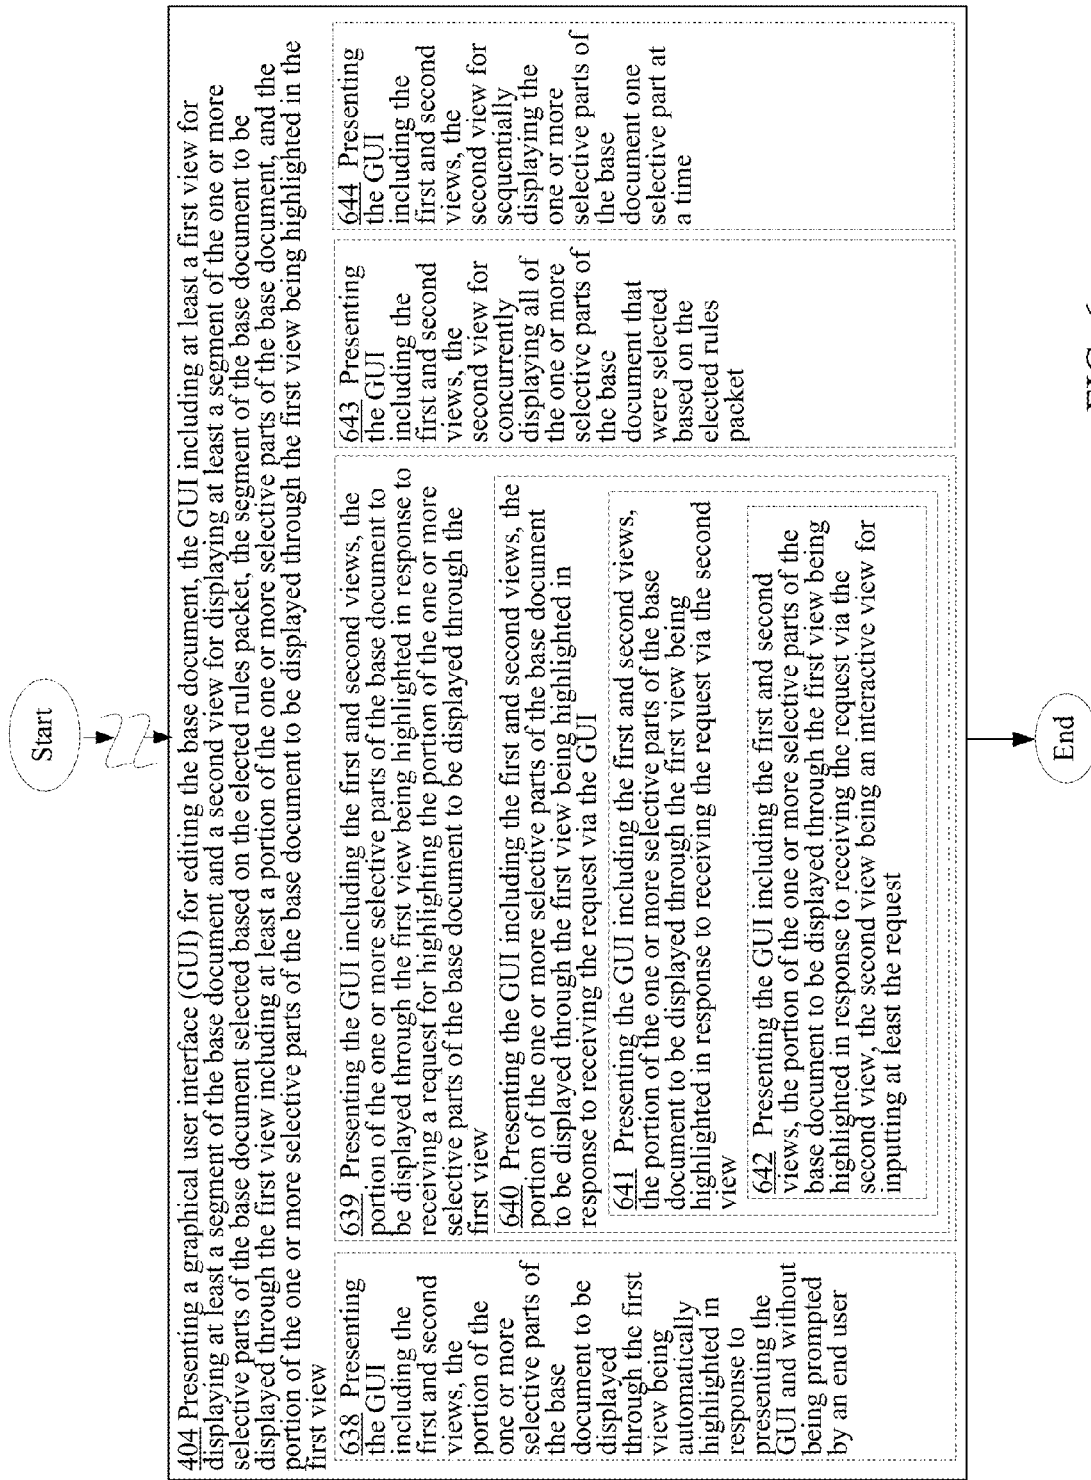 Start
404 Presenting a graphical user interface (GUI) for editing the base document, the GUI including at least a first view for
displaying at least a segment of the base document and a second view for displaying at least a segment of the one or more
selective parts of the base document selected based on the elected rules packet, the segment of the base document to be
displayed through the first view including at least a portion of the one or more selective parts of the base document, and the
portion of the one or more selective parts of the base document to be displayed through the first view being highlighted in the
first view
638 Presenting
the GUI
including the
first and second
views, the
portion of the
one or more
selective parts of
the base
document to be
displayed
through the first
view being
automatically
highlighted in
response to
presenting the
GUI and without
being prompted
by an end user
639 Presenting the GUI including the first and second views, the
portion of the one or more selective parts of the base document to
be displayed through the first view being highlighted in response to
receiving a request for highlighting the portion of the one or more
selective parts of the base document to be displayed through the
first view
640 Presenting the GUI including the first and second views, the
portion of the one or more selective parts of the base document
to be displayed through the first view being highlighted in
response to receiving the request via the GUI
641 Presenting the GUI including the first and second views,
the portion of the one or more selective parts of the base
document to be displayed through the first view being
highlighted in response to receiving the request via the second
view
642 Presenting the GUI including the first and second
views, the portion of the one or more selective parts of the
base document to be displayed through the first view being
highlighted in response to receiving the request via the
second view, the second view being an interactive view for
inputting at least the request
643 Presenting
the GUI
including the
first and second
views, the
second view for
concurrently
displaying all of
the one or more
selective parts of
the base
document that
were selected
based on the
elected rules
packet
644 Presenting
the GUI
including the
first and second
views, the
second view for
sequentially
displaying the
one or more
selective parts of
the base
document one
selective part at
a time
End